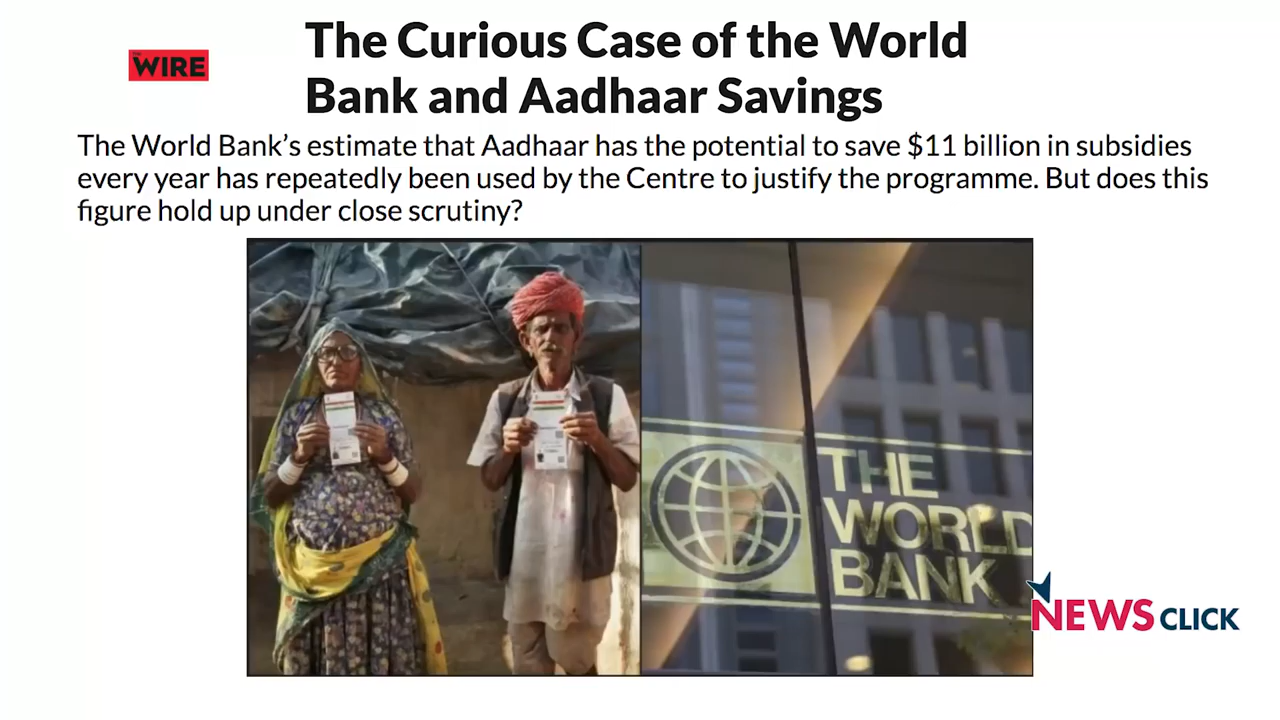 THE
WIRE
The Curious Case of the World
Bank and Aadhaar Savings
The World Bank's estimate that Aadhaar has the potential to save $11 billion in subsidies
every year has repeatedly been used by the Centre to justify the programme. But does this
figure hold up under close scrutiny?
THE
WORLD
BANK
NEWSCLICK